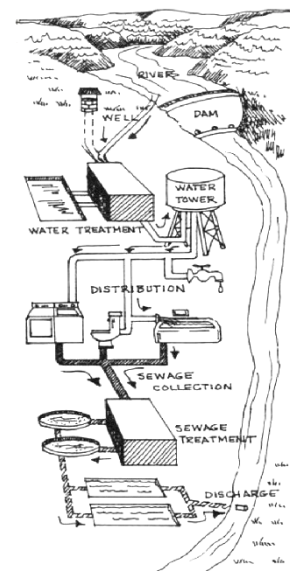 RIVER
DAM
WELL
WATER
TOWER
WATER TREATMENT
DISTRIBUTION
SEWAGE
COLLECTION
SEWAGE
TREATMENT
DISCHARGE